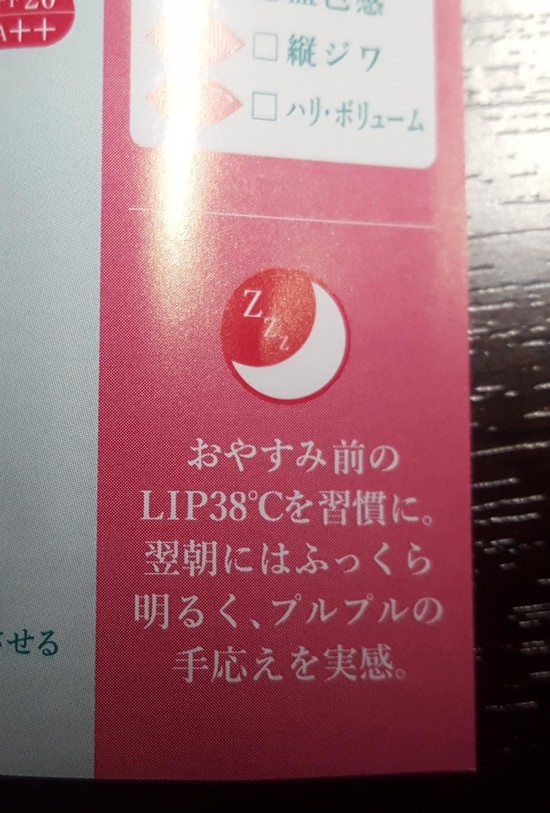 A++
□ 縦ジワ
□ ハリ・ボリューム
Z
Z
Z
おやすみ前の
LIP38℃を習慣に。
翌朝にはふっくら
明るく、プルプルの
手応えを実感。
せる